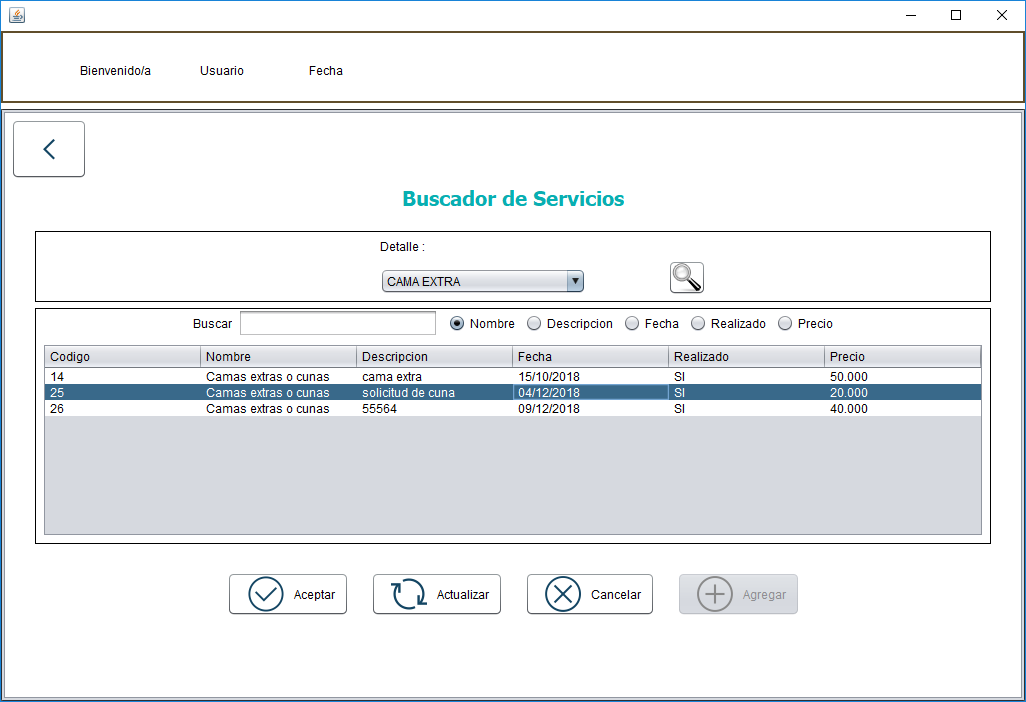 Bienvenido/a Usuario Fecha
Buscador de Servicios
Detalle :
CAMA EXTRA
Buscar Nombre Descripcion Fecha Realizado Precio
Codigo Nombre Descripcion Fecha Realizado Precio
14 Camas extras o cunas cama extra 15/10/2018 SI 50.000
25 Camas extras o cunas solicitud de cuna 04/12/2018 SI 20.000
26 Camas extras o cunas 55564 09/12/2018 SI 40.000
Aceptar Actualizar Cancelar Agregar